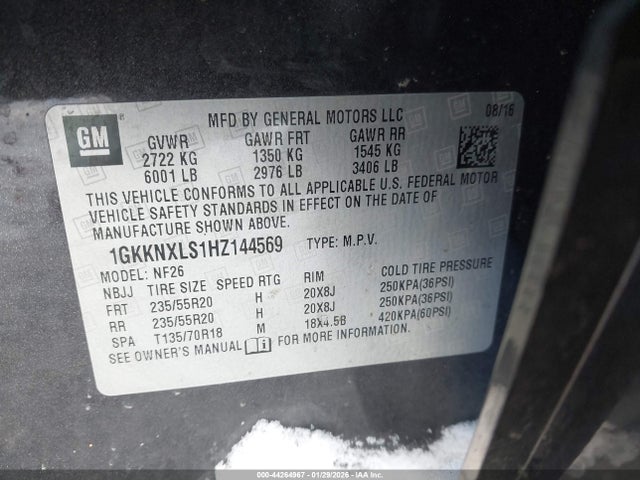 MFD BY GENERAL MOTORS LLC 08/16
GM
GVWR GAWR FRT GAWR RR
2722 KG 1350 KG 1545 KG
6001 LB 2976 LB 3406 LB
THIS VEHICLE CONFORMS TO ALL APPLICABLE U.S. FEDERAL MOTOR
VEHICLE SAFETY STANDARDS IN EFFECT ON THE DATE OF
MANUFACTURE SHOWN ABOVE.
1GKKNXLS1HZ144569 TYPE: M.P.V.
MODEL: NF26
NBJJ TIRE SIZE SPEED RTG RIM COLD TIRE PRESSURE
FRT 235/55R20 H 20X8J 250KPA(36PSI)
RR 235/55R20 H 20X8J 250KPA(36PSI)
SPA T135/70R18 M 18X4.5B 420KPA(60PSI)
SEE OWNER'S MANUAL FOR MORE INFORMATION.
000-44264967 | 01/29/2026 | IAA Inc.